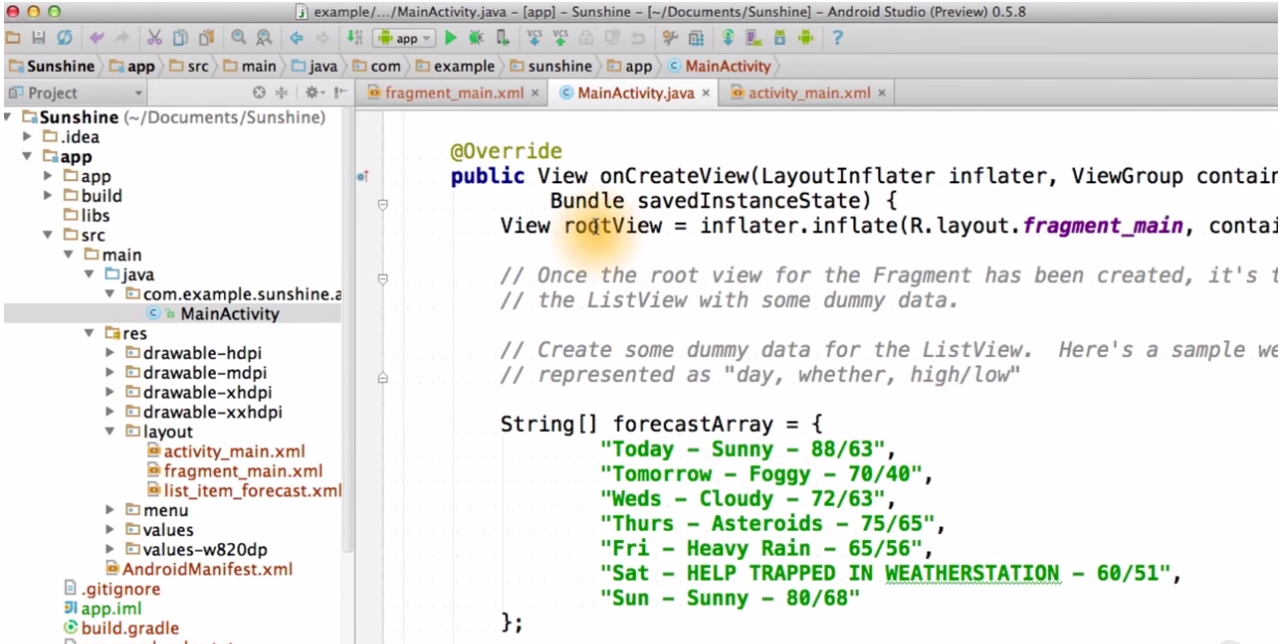 example/.../MainActivity.java – [app] – Sunshine – [~/Documents/Sunshine] – Android Studio (Preview) 0.5.8
app VCS VCS ?
Sunshine app src main java com example sunshine app MainActivity
Project
fragment_main.xml × MainActivity.java × activity_main.xml ×
Sunshine (~/Documents/Sunshine)
.idea
app
app
build
libs
src
main
java
com.example.sunshine.a
MainActivity
res
drawable-hdpi
drawable-mdpi
drawable-xhdpi
drawable-xxhdpi
layout
activity_main.xml
fragment_main.xml
list_item_forecast.xml
menu
values
values-w820dp
AndroidManifest.xml
.gitignore
app.iml
build.gradle
@Override
public View onCreateView(LayoutInflater inflater, ViewGroup contain
Bundle savedInstanceState) {
View rootView = inflater.inflate(R.layout.fragment_main, contai
// Once the root view for the Fragment has been created, it's t
// the ListView with some dummy data.
// Create some dummy data for the ListView. Here's a sample we
// represented as "day, whether, high/low"
String[] forecastArray = {
"Today – Sunny – 88/63",
"Tomorrow – Foggy – 70/40",
"Weds – Cloudy – 72/63",
"Thurs – Asteroids – 75/65",
"Fri – Heavy Rain – 65/56",
"Sat – HELP TRAPPED IN WEATHERSTATION – 60/51",
"Sun – Sunny – 80/68"
};